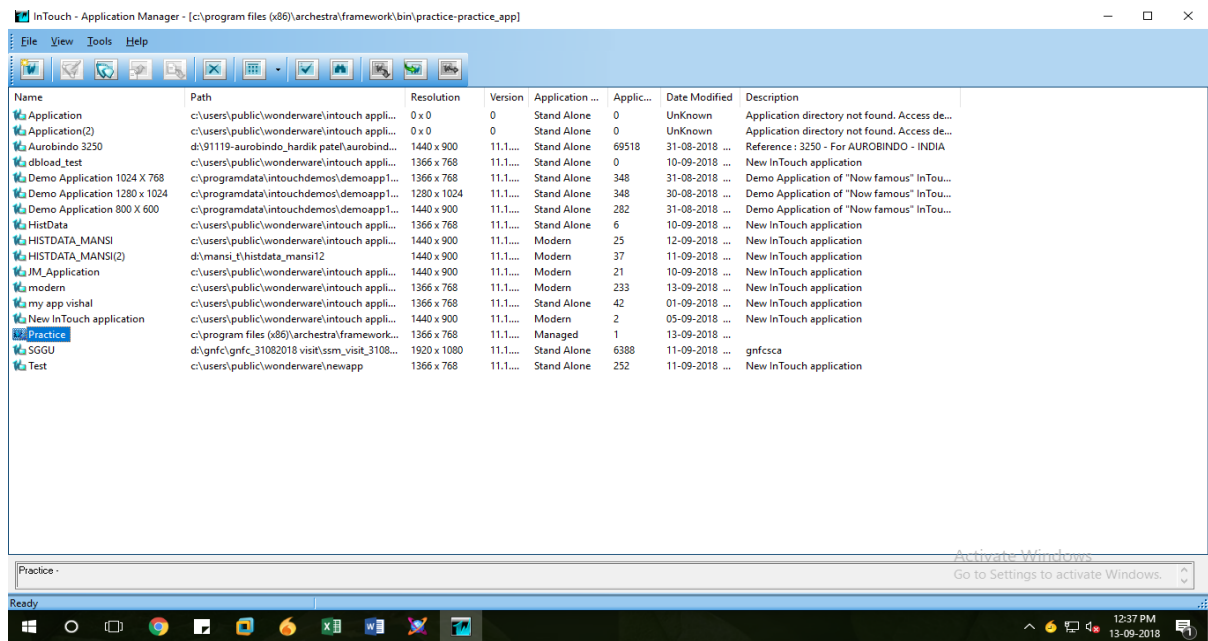 InTouch - Application Manager - [c:\program files (x86)\archestra\framework\bin\practice-practice_app]
File View Tools Help
Name Path Resolution Version Application ... Applic... Date Modified Description
Application c:\users\public\wonderware\intouch appli... 0 x 0 0 Stand Alone 0 UnKnown Application directory not found. Access de...
Application(2) c:\users\public\wonderware\intouch appli... 0 x 0 0 Stand Alone 0 UnKnown Application directory not found. Access de...
Aurobindo 3250 d:\91119-aurobindo_hardik patel\aurobind... 1440 x 900 11.1.... Stand Alone 69518 31-08-2018 ... Reference : 3250 - For AUROBINDO - INDIA
dbload_test c:\users\public\wonderware\intouch appli... 1366 x 768 11.1.... Stand Alone 0 10-09-2018 ... New InTouch application
Demo Application 1024 X 768 c:\programdata\intouchdemos\demoapp1... 1366 x 768 11.1.... Stand Alone 348 31-08-2018 ... Demo Application of "Now famous" InTou...
Demo Application 1280 x 1024 c:\programdata\intouchdemos\demoapp1... 1280 x 1024 11.1.... Stand Alone 348 30-08-2018 ... Demo Application of "Now famous" InTou...
Demo Application 800 X 600 c:\programdata\intouchdemos\demoapp1... 1440 x 900 11.1.... Stand Alone 282 31-08-2018 ... Demo Application of "Now famous" InTou...
HistData c:\users\public\wonderware\intouch appli... 1366 x 768 11.1.... Stand Alone 6 10-09-2018 ... New InTouch application
HISTDATA_MANSI c:\users\public\wonderware\intouch appli... 1440 x 900 11.1.... Modern 25 12-09-2018 ... New InTouch application
HISTDATA_MANSI(2) d:\mansi_t\histdata_mansi12 1440 x 900 11.1.... Modern 37 11-09-2018 ... New InTouch application
JM_Application c:\users\public\wonderware\intouch appli... 1440 x 900 11.1.... Modern 21 10-09-2018 ... New InTouch application
modern c:\users\public\wonderware\intouch appli... 1366 x 768 11.1.... Modern 233 13-09-2018 ... New InTouch application
my app vishal c:\users\public\wonderware\intouch appli... 1366 x 768 11.1.... Stand Alone 42 01-09-2018 ... New InTouch application
New InTouch application c:\users\public\wonderware\intouch appli... 1440 x 900 11.1.... Modern 2 05-09-2018 ... New InTouch application
Practice c:\program files (x86)\archestra\framework... 1366 x 768 11.1.... Managed 1 13-09-2018 ...
SGGU d:\gnfc\gnfc_31082018 visit\ssm_visit_3108... 1920 x 1080 11.1.... Stand Alone 6388 11-09-2018 ... gnfcsca
Test c:\users\public\wonderware\newapp 1366 x 768 11.1.... Stand Alone 252 11-09-2018 ... New InTouch application
Activate Windows
Go to Settings to activate Windows.
Practice -
Ready
12:37 PM
13-09-2018